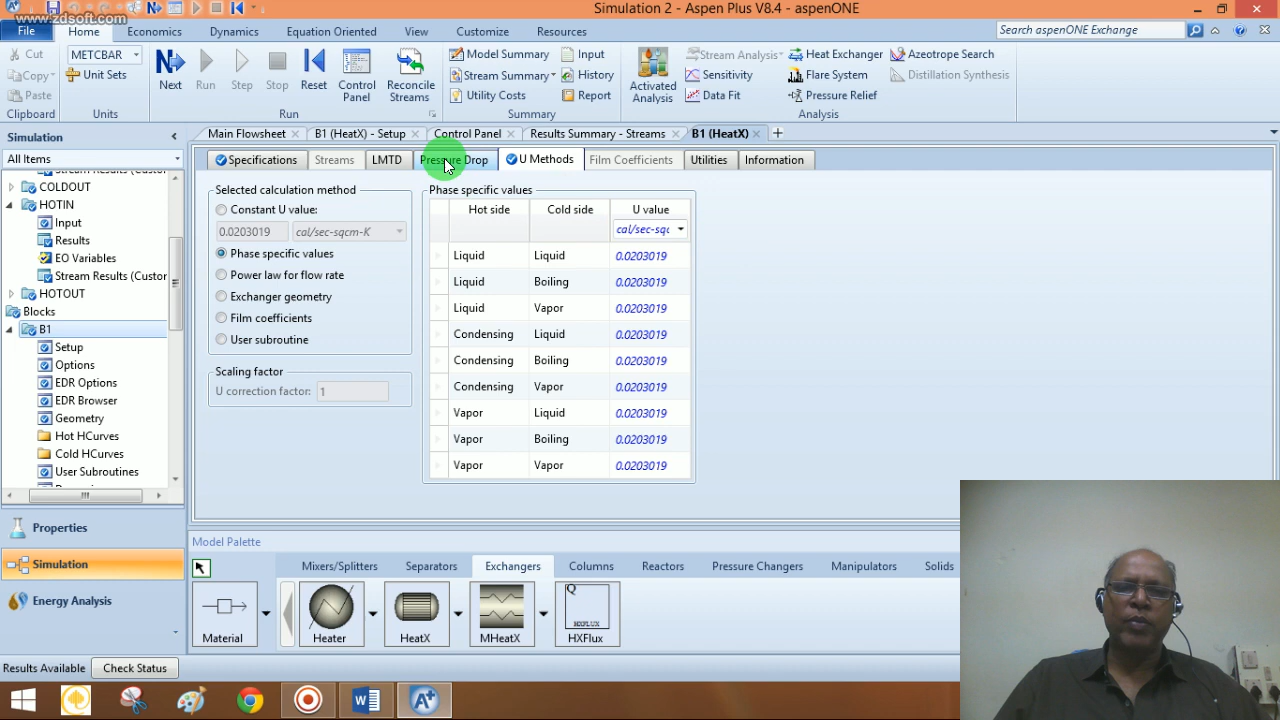 www.zdsoft.com
Simulation 2 - Aspen Plus V8.4 - aspenONE
File Home Economics Dynamics Equation Oriented View Customize Resources Search aspenONE Exchange
Cut METCBAR Model Summary Input Stream Analysis Heat Exchanger Azeotrope Search
Copy Unit Sets Next Run Step Stop Reset Control Panel Reconcile Streams Stream Summary History Activated Analysis Sensitivity Flare System Distillation Synthesis
Paste Utility Costs Report Data Fit Pressure Relief
Clipboard Units Run Summary Analysis
Simulation Main Flowsheet B1 (HeatX) - Setup Control Panel Results Summary - Streams B1 (HeatX)
All Items Specifications Streams LMTD Pressure Drop U Methods Film Coefficients Utilities Information
Stream Results (Custor
COLDOUT
HOTIN
Input
Results
EO Variables
Stream Results (Custor
HOTOUT
Blocks
B1
Setup
Options
EDR Options
EDR Browser
Geometry
Hot HCurves
Cold HCurves
User Subroutines
Selected calculation method
Constant U value:
0.0203019 cal/sec-sqcm-K
Phase specific values
Power law for flow rate
Exchanger geometry
Film coefficients
User subroutine
Scaling factor
U correction factor: 1
Phase specific values
Hot side Cold side U value
cal/sec-sqc
Liquid Liquid 0.0203019
Liquid Boiling 0.0203019
Liquid Vapor 0.0203019
Condensing Liquid 0.0203019
Condensing Boiling 0.0203019
Condensing Vapor 0.0203019
Vapor Liquid 0.0203019
Vapor Boiling 0.0203019
Vapor Vapor 0.0203019
Properties
Simulation
Energy Analysis
Model Palette
Mixers/Splitters Separators Exchangers Columns Reactors Pressure Changers Manipulators Solids
Material Heater HeatX MHeatX HXFlux
Q
HXFLUX
Results Available Check Status